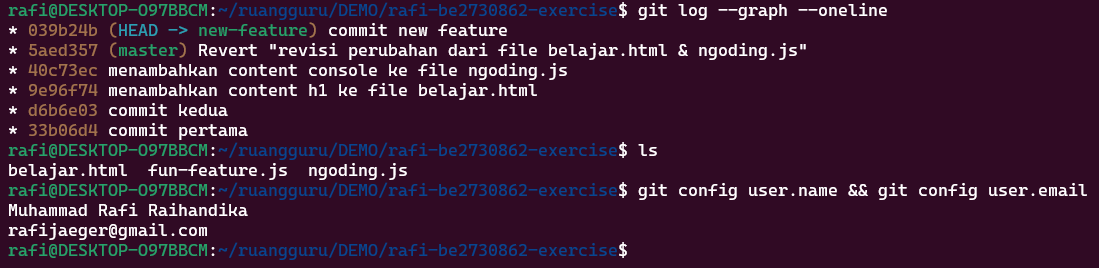 rafi@DESKTOP-O97BBCM:~/ruangguru/DEMO/rafi-be2730862-exercise$ git log --graph --oneline
* 039b24b (HEAD -> new-feature) commit new feature
* 5aed357 (master) Revert "revisi perubahan dari file belajar.html & ngoding.js"
* 40c73ec menambahkan content console ke file ngoding.js
* 9e96f74 menambahkan content h1 ke file belajar.html
* d6b6e03 commit kedua
* 33b06d4 commit pertama
rafi@DESKTOP-O97BBCM:~/ruangguru/DEMO/rafi-be2730862-exercise$ ls
belajar.html  fun-feature.js  ngoding.js
rafi@DESKTOP-O97BBCM:~/ruangguru/DEMO/rafi-be2730862-exercise$ git config user.name && git config user.email
Muhammad Rafi Raihandika
rafijaeger@gmail.com
rafi@DESKTOP-O97BBCM:~/ruangguru/DEMO/rafi-be2730862-exercise$